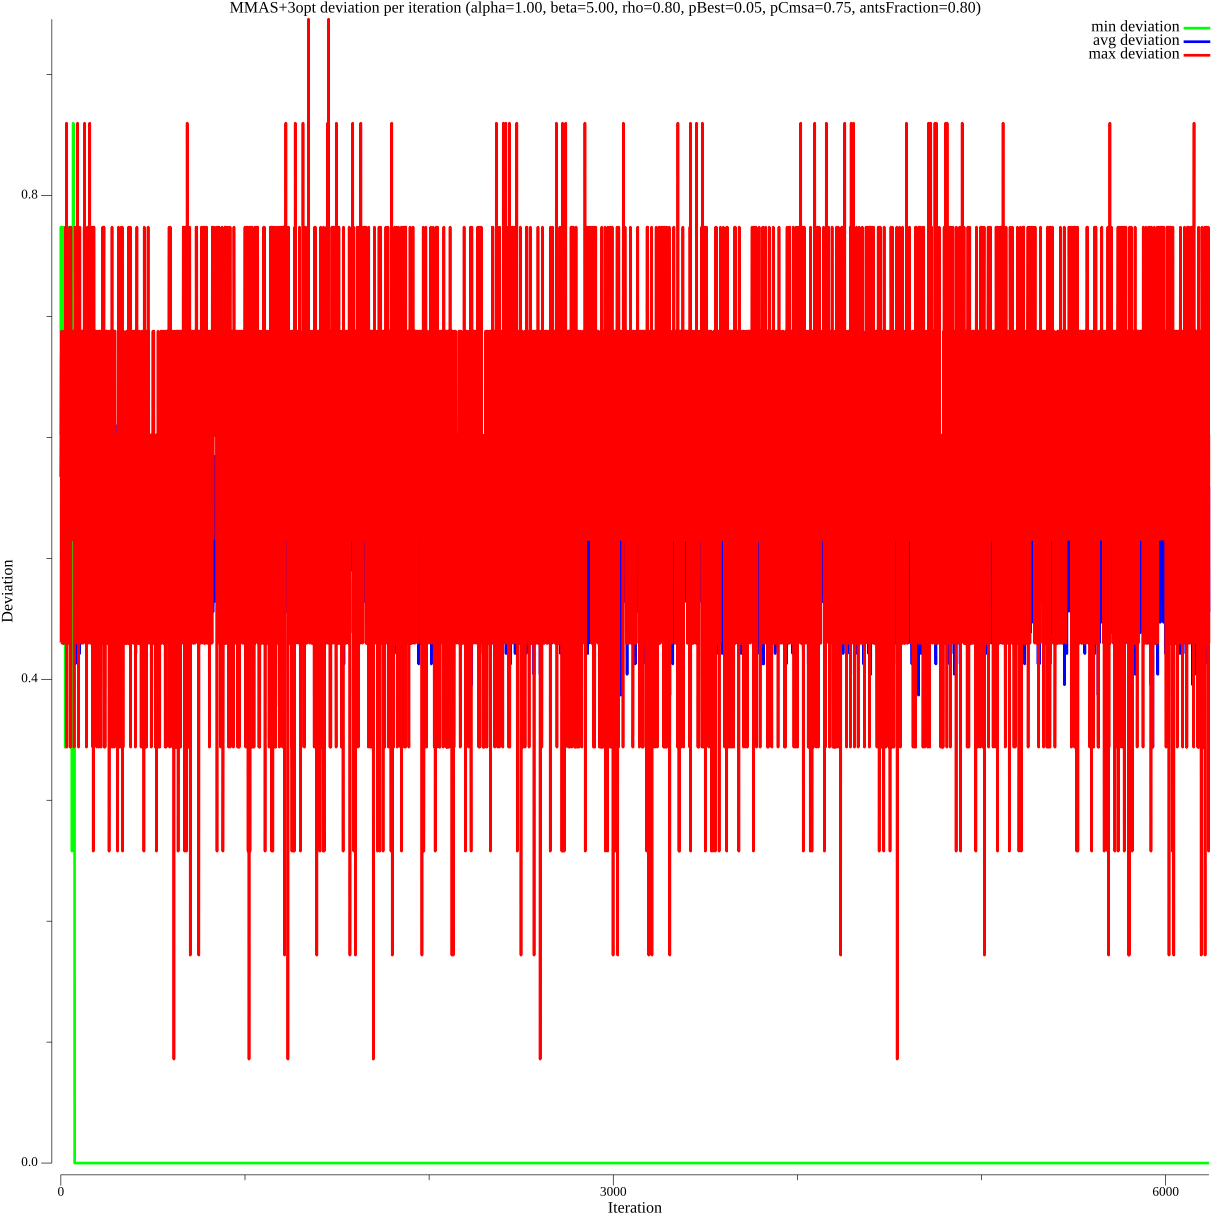 MMAS+3opt deviation per iteration (alpha=1.00, beta=5.00, rho=0.80, pBest=0.05, pCmsa=0.75, antsFraction=0.80)
min deviation
avg deviation
max deviation
0.8
0.4
0.0
Deviation
0
3000
6000
Iteration